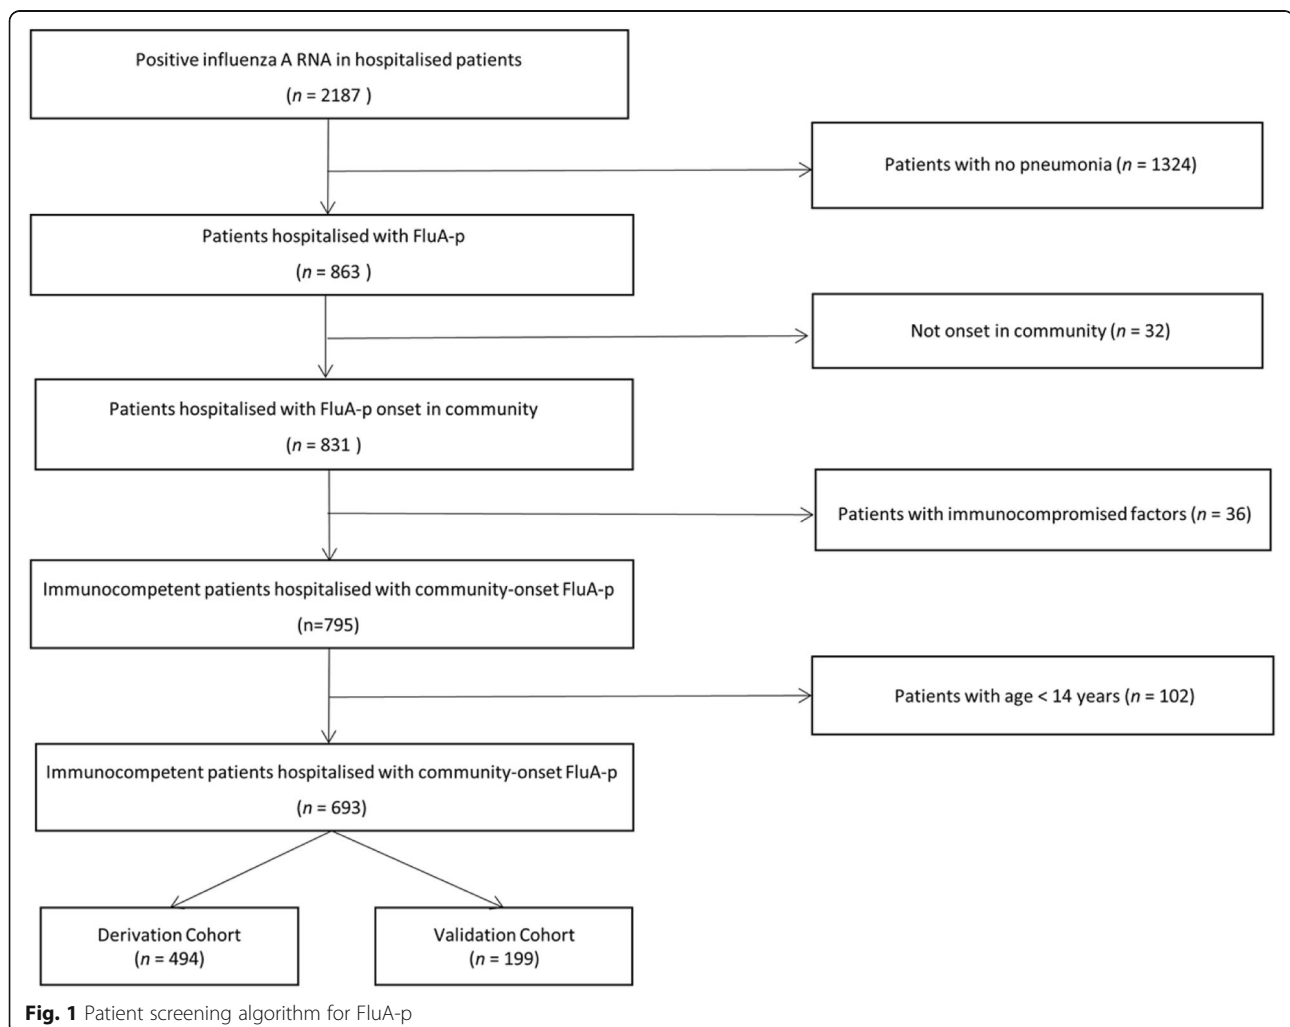 Positive influenza A RNA in hospitalised patients
(n = 2187 )
Patients with no pneumonia (n = 1324)
Patients hospitalised with FluA-p
(n = 863 )
Not onset in community (n = 32)
Patients hospitalised with FluA-p onset in community
(n = 831 )
Patients with immunocompromised factors (n = 36)
Immunocompetent patients hospitalised with community-onset FluA-p
(n=795)
Patients with age < 14 years (n = 102)
Immunocompetent patients hospitalised with community-onset FluA-p
(n = 693)
Derivation Cohort
(n = 494)
Validation Cohort
(n = 199)
Fig. 1 Patient screening algorithm for FluA-p